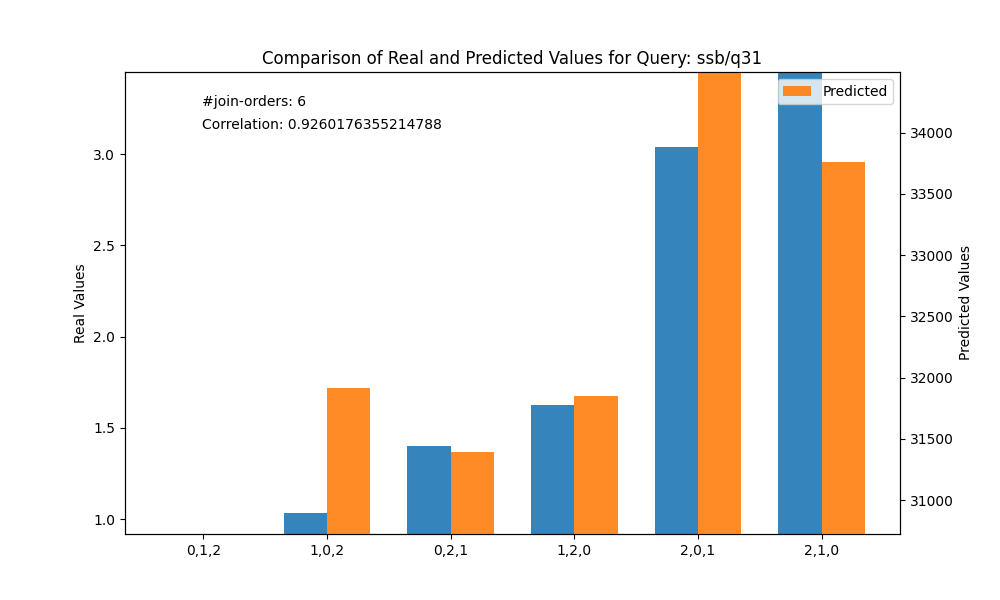 Comparison of Real and Predicted Values for Query: ssb/q31
#join-orders: 6
Correlation: 0.9260176355214788
Predicted
Real Values
3.0
2.5
2.0
1.5
1.0
34000
33500
33000
32500
32000
31500
31000
Predicted Values
0,1,2 1,0,2 0,2,1 1,2,0 2,0,1 2,1,0